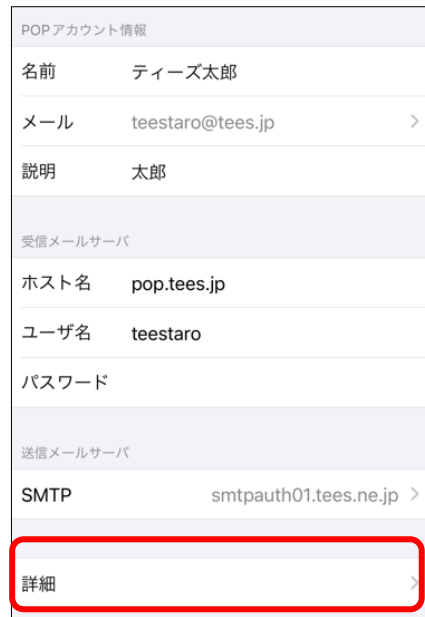 POPアカウント情報
名前 ティーズ太郎
メール teestaro@tees.jp
説明 太郎
受信メールサーバ
ホスト名 pop.tees.jp
ユーザ名 teestaro
パスワード
送信メールサーバ
SMTP smtpauth01.tees.ne.jp
詳細